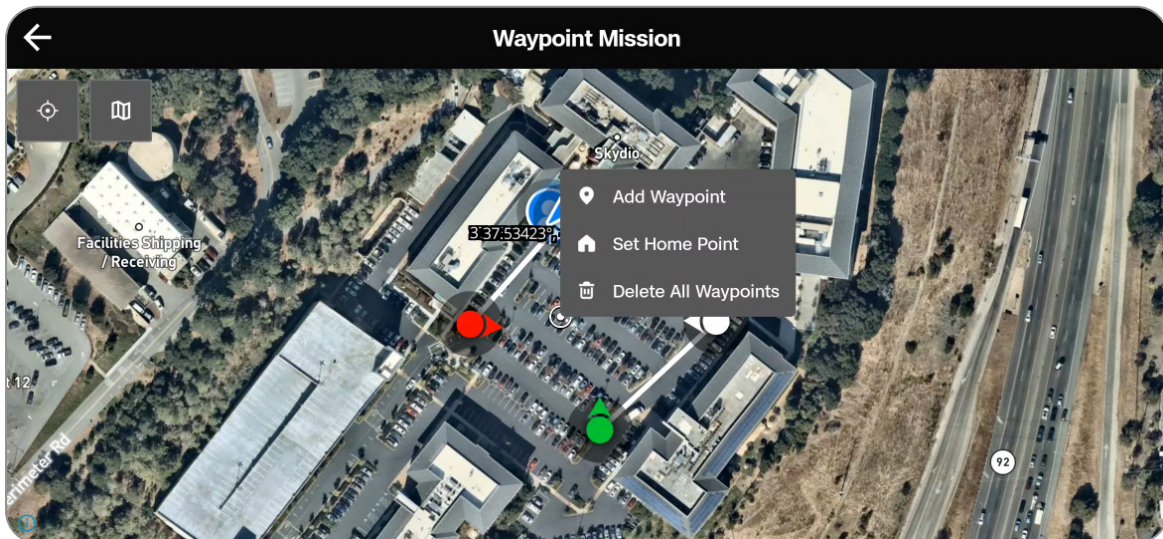 Waypoint Mission
Skydio
Add Waypoint
3 37.53423°
Set Home Point
Facilities Shipping
/ Receiving
Delete All Waypoints
t 12
92
erimeter Rd